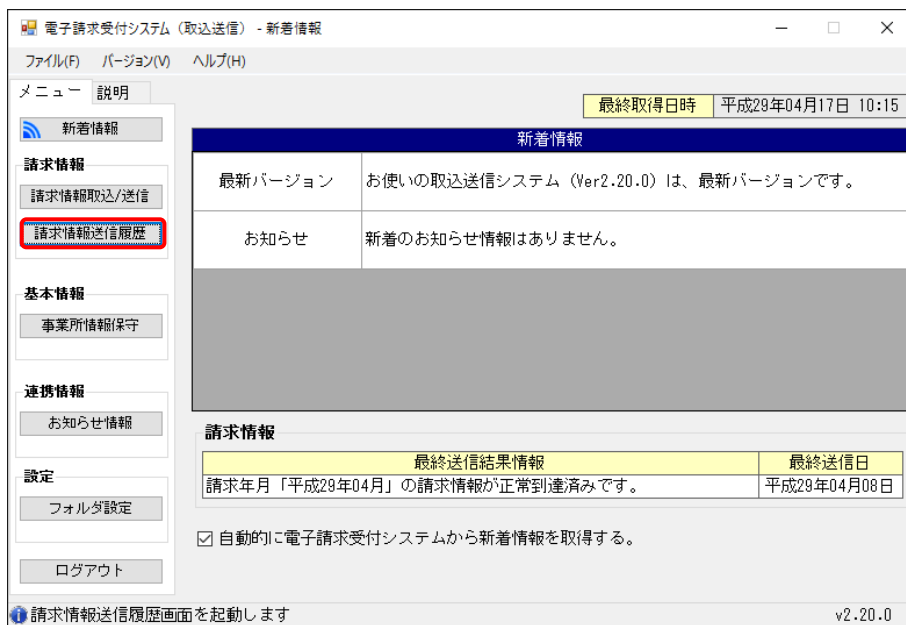 電子請求受付システム（取込送信） - 新着情報
ファイル(F) バージョン(V) ヘルプ(H)
メニュー 説明
新着情報
請求情報
請求情報取込/送信
請求情報送信履歴
基本情報
事業所情報保守
連携情報
お知らせ情報
設定
フォルダ設定
ログアウト
最終取得日時 平成29年04月17日 10:15
新着情報
最新バージョン お使いの取込送信システム（Ver2.20.0）は、最新バージョンです。
お知らせ 新着のお知らせ情報はありません。
請求情報
最終送信結果情報 最終送信日
請求年月「平成29年04月」の請求情報が正常到達済みです。 平成29年04月08日
自動的に電子請求受付システムから新着情報を取得する。
請求情報送信履歴画面を起動します v2.20.0